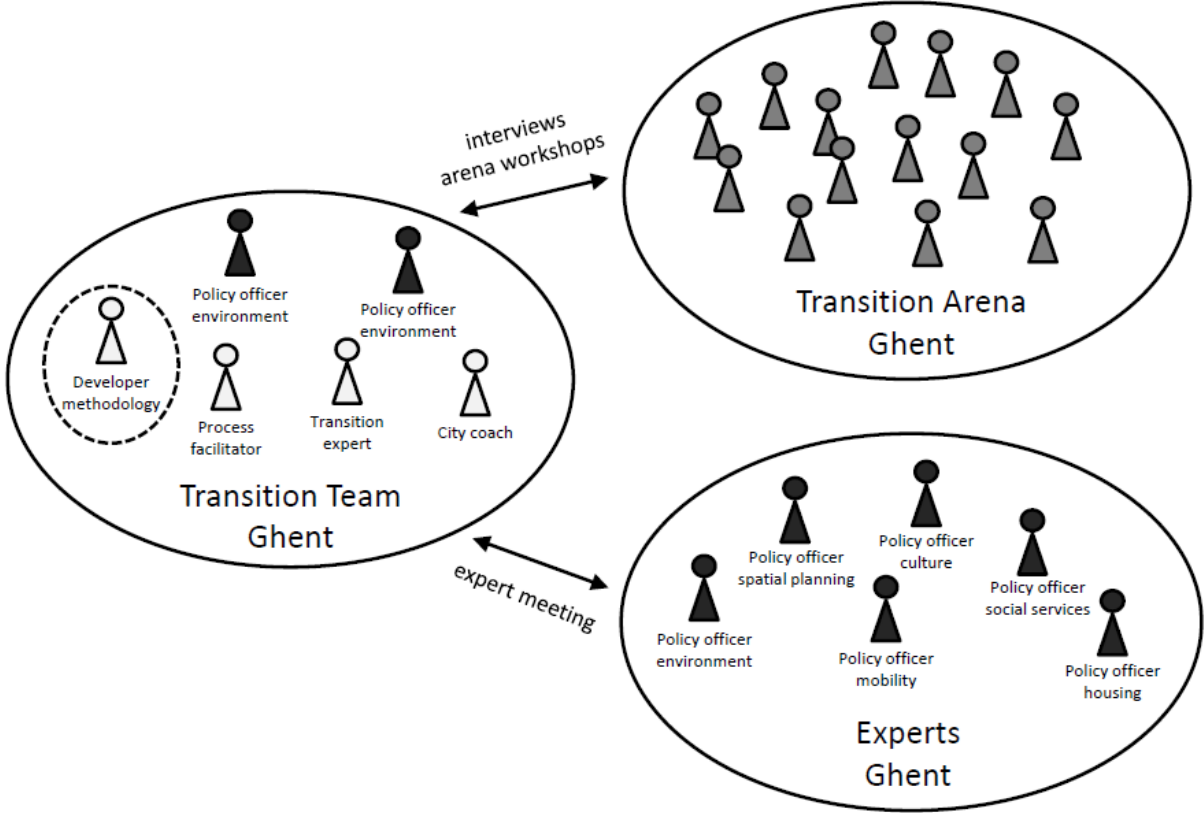 interviews
arena workshops
Transition Arena
Ghent
Policy officer
environment
Policy officer
environment
Developer
methodology
Process
facilitator
Transition
expert
City coach
Transition Team
Ghent
expert meeting
Policy officer
spatial planning
Policy officer
culture
Policy officer
social services
Policy officer
environment
Policy officer
mobility
Policy officer
housing
Experts
Ghent